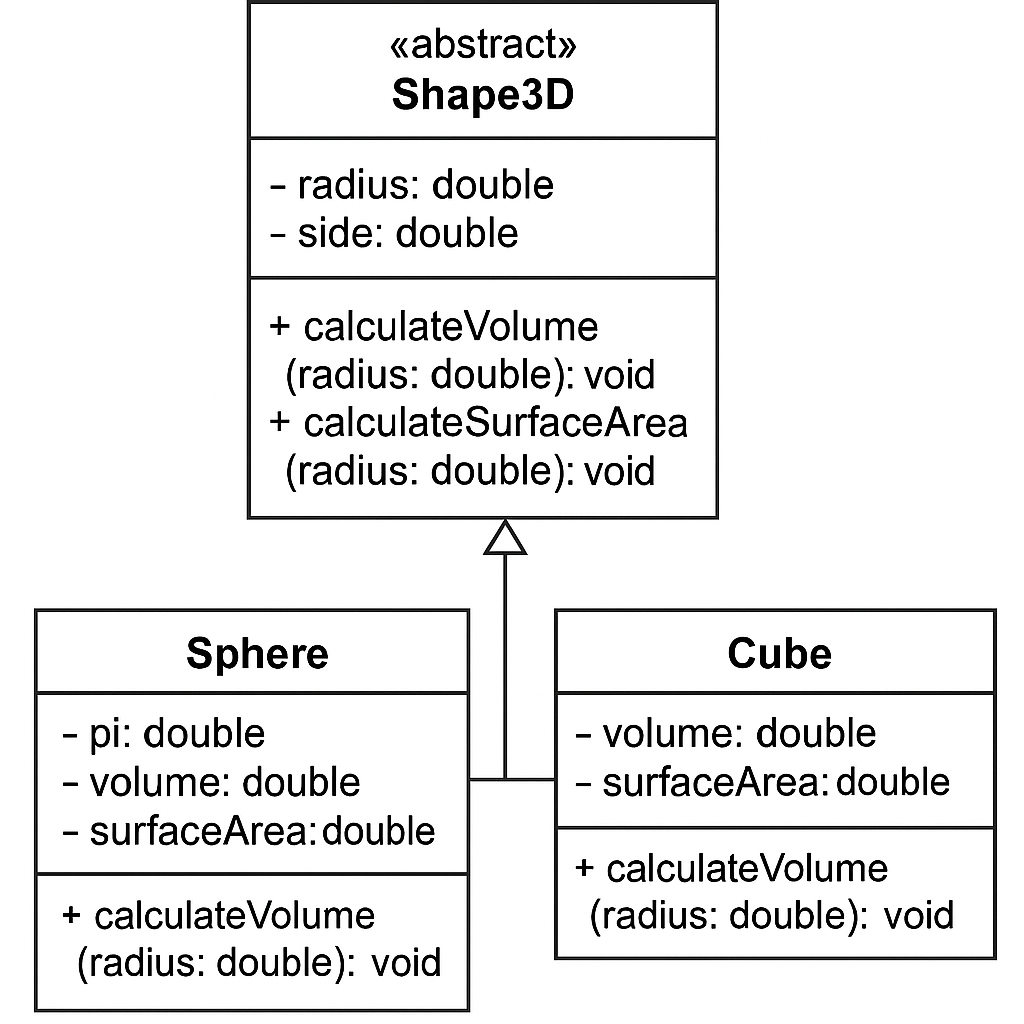 «abstract»
Shape3D
– radius: double
– side: double
+ calculateVolume
(radius: double): void
+ calculateSurfaceArea
(radius: double): void
Sphere
– pi: double
– volume: double
– surfaceArea: double
+ calculateVolume
(radius: double): void
Cube
– volume: double
– surfaceArea: double
+ calculateVolume
(radius: double): void